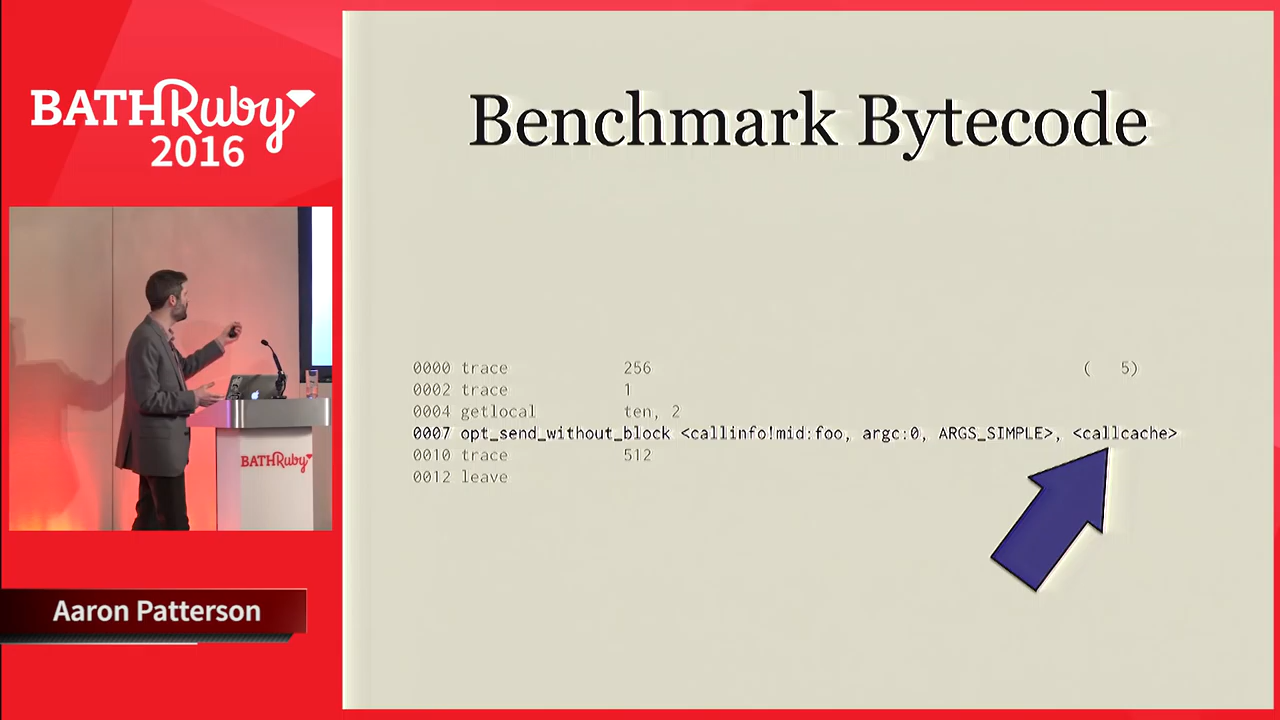 BATHRuby
2016
BATHRuby
Aaron Patterson
Benchmark Bytecode
0000 trace 256 ( 5)
0002 trace 1
0004 getlocal ten, 2
0007 opt_send_without_block <callinfo!mid:foo, argc:0, ARGS_SIMPLE>, <callcache>
0010 trace 512
0012 leave